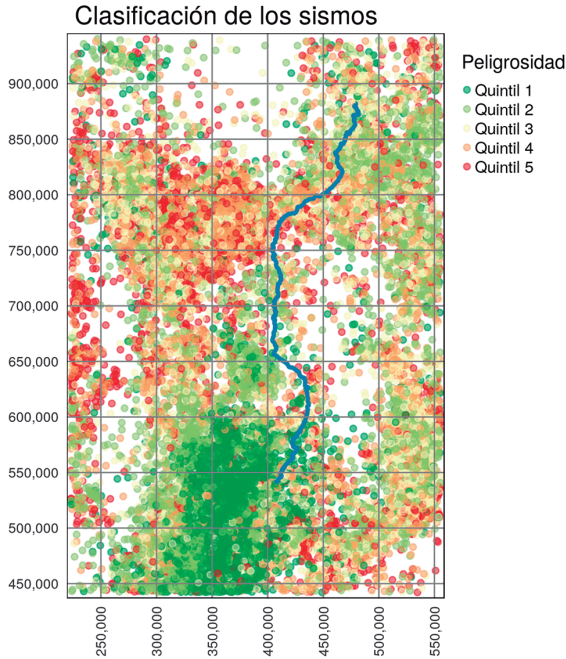 Clasificación de los sismos
900,000
850,000
800,000
750,000
700,000
650,000
600,000
550,000
500,000
450,000
250,000
300,000
350,000
400,000
450,000
500,000
550,000
Peligrosidad
Quintil 1
Quintil 2
Quintil 3
Quintil 4
Quintil 5